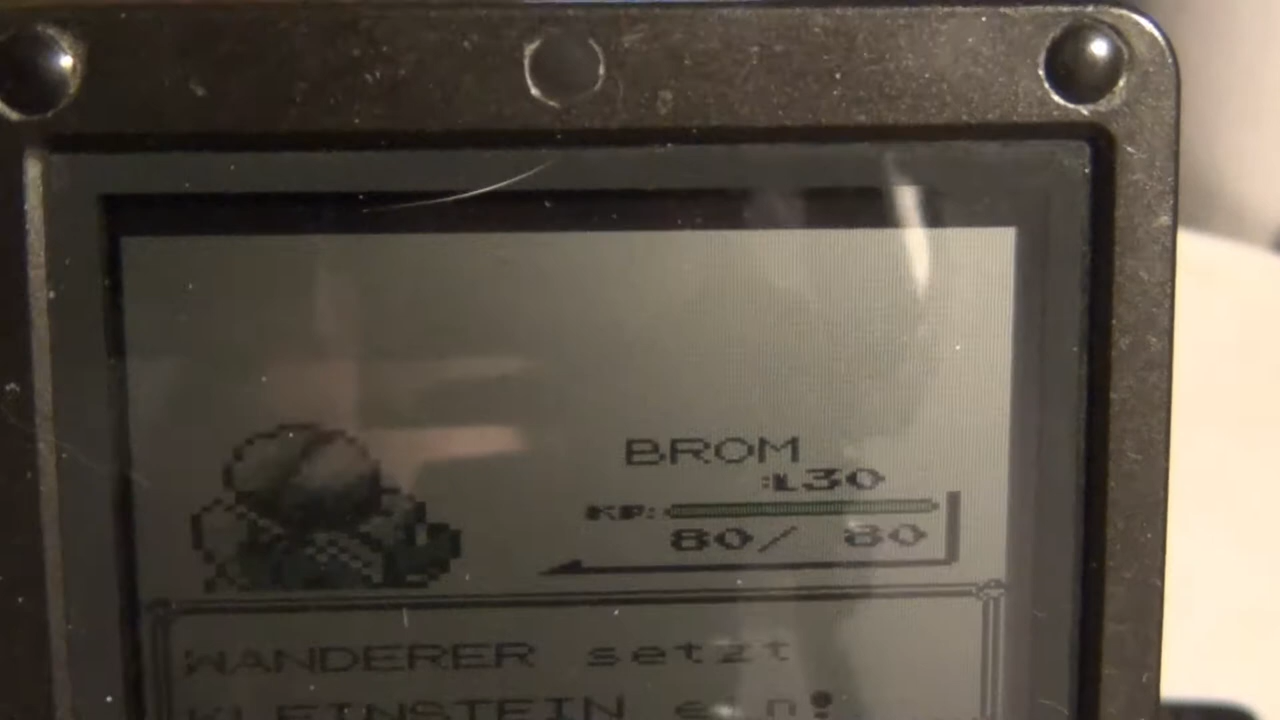 BROM
:L30
KP:
80/ 80
WANDERER setzt
KLEINSTEIN ein!